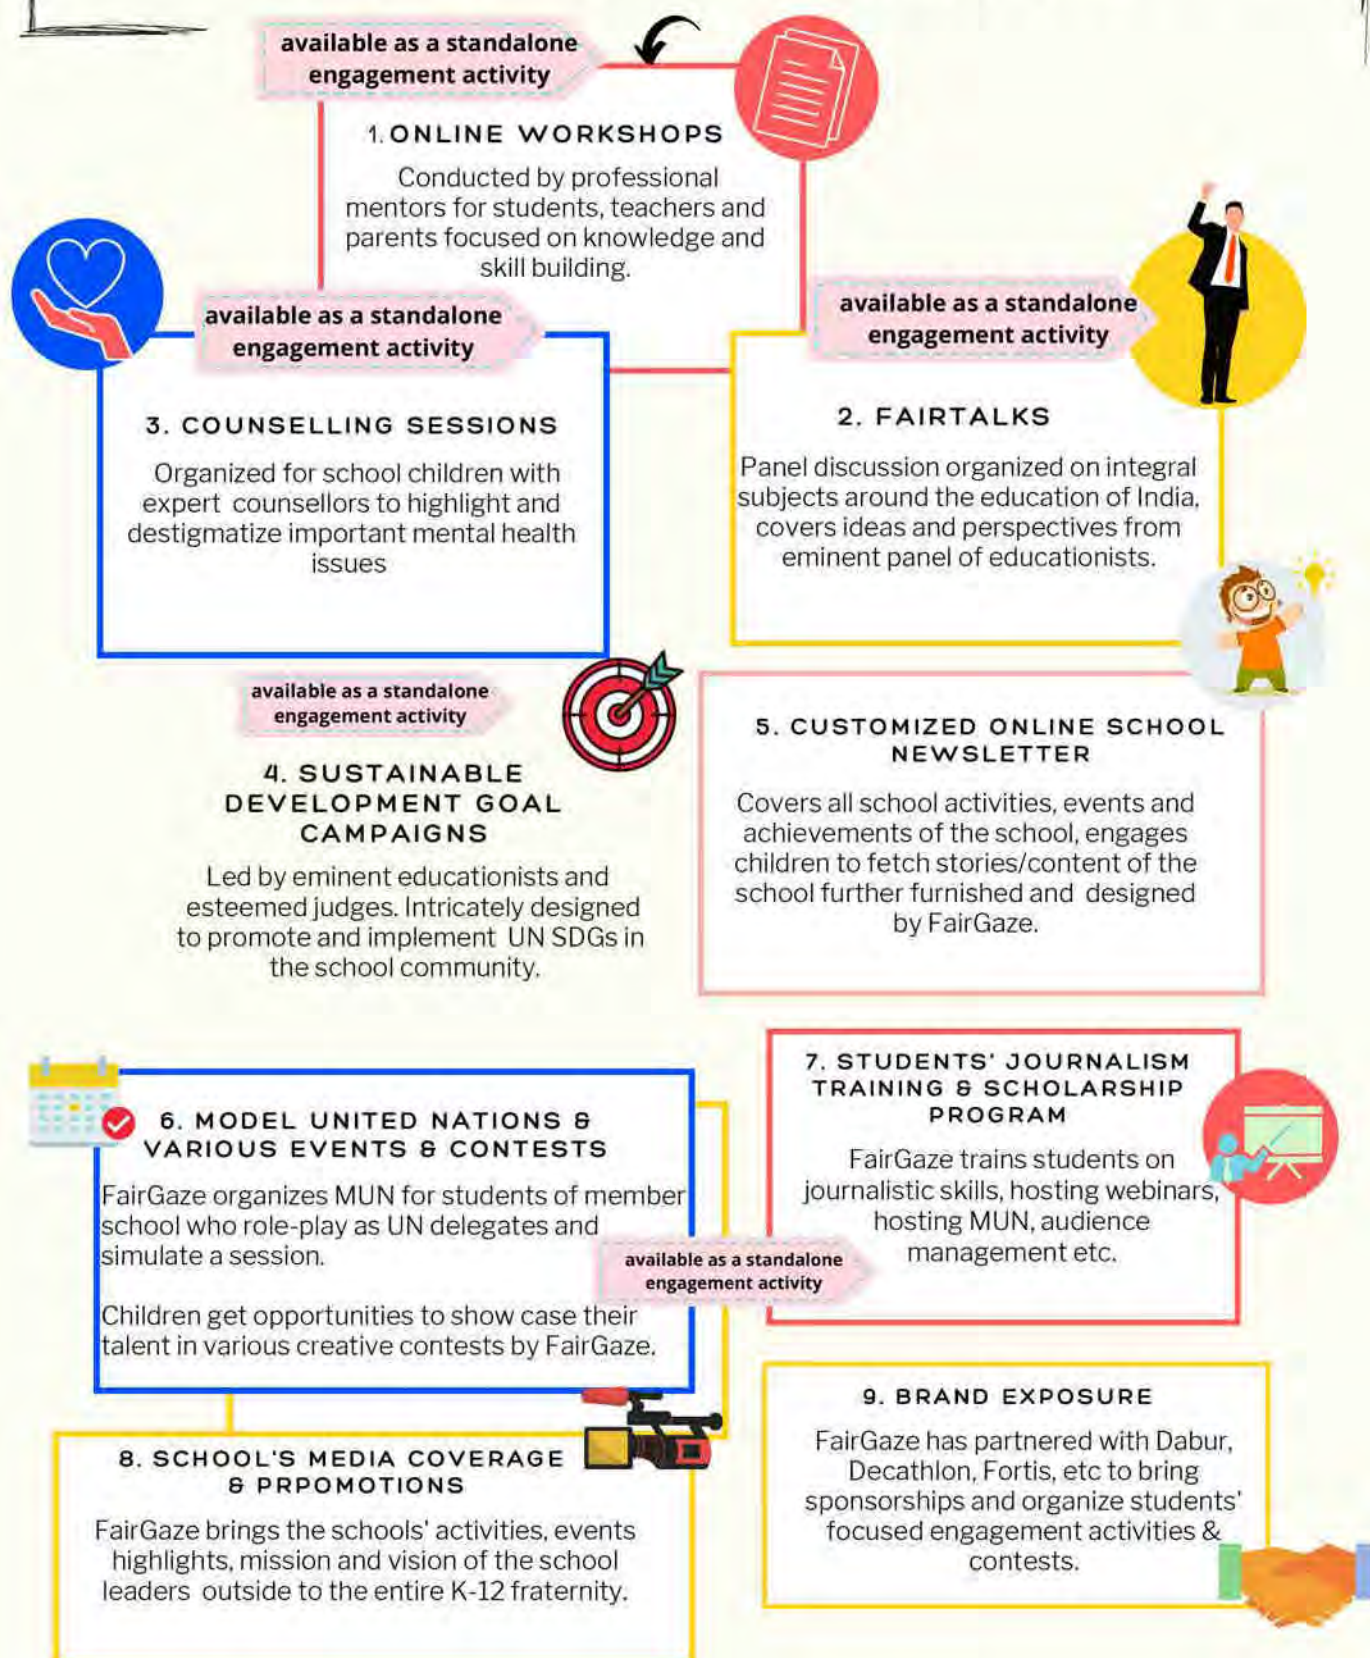 available as a standalone
engagement activity
1. ONLINE WORKSHOPS
Conducted by professional
mentors for students, teachers and
parents focused on knowledge and
skill building.
available as a standalone
engagement activity
2. FAIRTALKS
Panel discussion organized on integral
subjects around the education of India,
covers ideas and perspectives from
eminent panel of educationists.
available as a standalone
engagement activity
3. COUNSELLING SESSIONS
Organized for school children with
expert counsellors to highlight and
destigmatize important mental health
issues
available as a standalone
engagement activity
4. SUSTAINABLE
DEVELOPMENT GOAL
CAMPAIGNS
Led by eminent educationists and
esteemed judges. Intricately designed
to promote and implement UN SDGs in
the school community.
5. CUSTOMIZED ONLINE SCHOOL
NEWSLETTER
Covers all school activities, events and
achievements of the school, engages
children to fetch stories/content of the
school further furnished and designed
by FairGaze.
6. MODEL UNITED NATIONS &
VARIOUS EVENTS & CONTESTS
FairGaze organizes MUN for students of member
school who role-play as UN delegates and
simulate a session.
Children get opportunities to show case their
talent in various creative contests by FairGaze.
available as a standalone
engagement activity
7. STUDENTS' JOURNALISM
TRAINING & SCHOLARSHIP
PROGRAM
FairGaze trains students on
journalistic skills, hosting webinars,
hosting MUN, audience
management etc.
8. SCHOOL'S MEDIA COVERAGE
& PRPOMOTIONS
FairGaze brings the schools' activities, events
highlights, mission and vision of the school
leaders outside to the entire K-12 fraternity.
9. BRAND EXPOSURE
FairGaze has partnered with Dabur,
Decathlon, Fortis, etc to bring
sponsorships and organize students'
focused engagement activities &
contests.